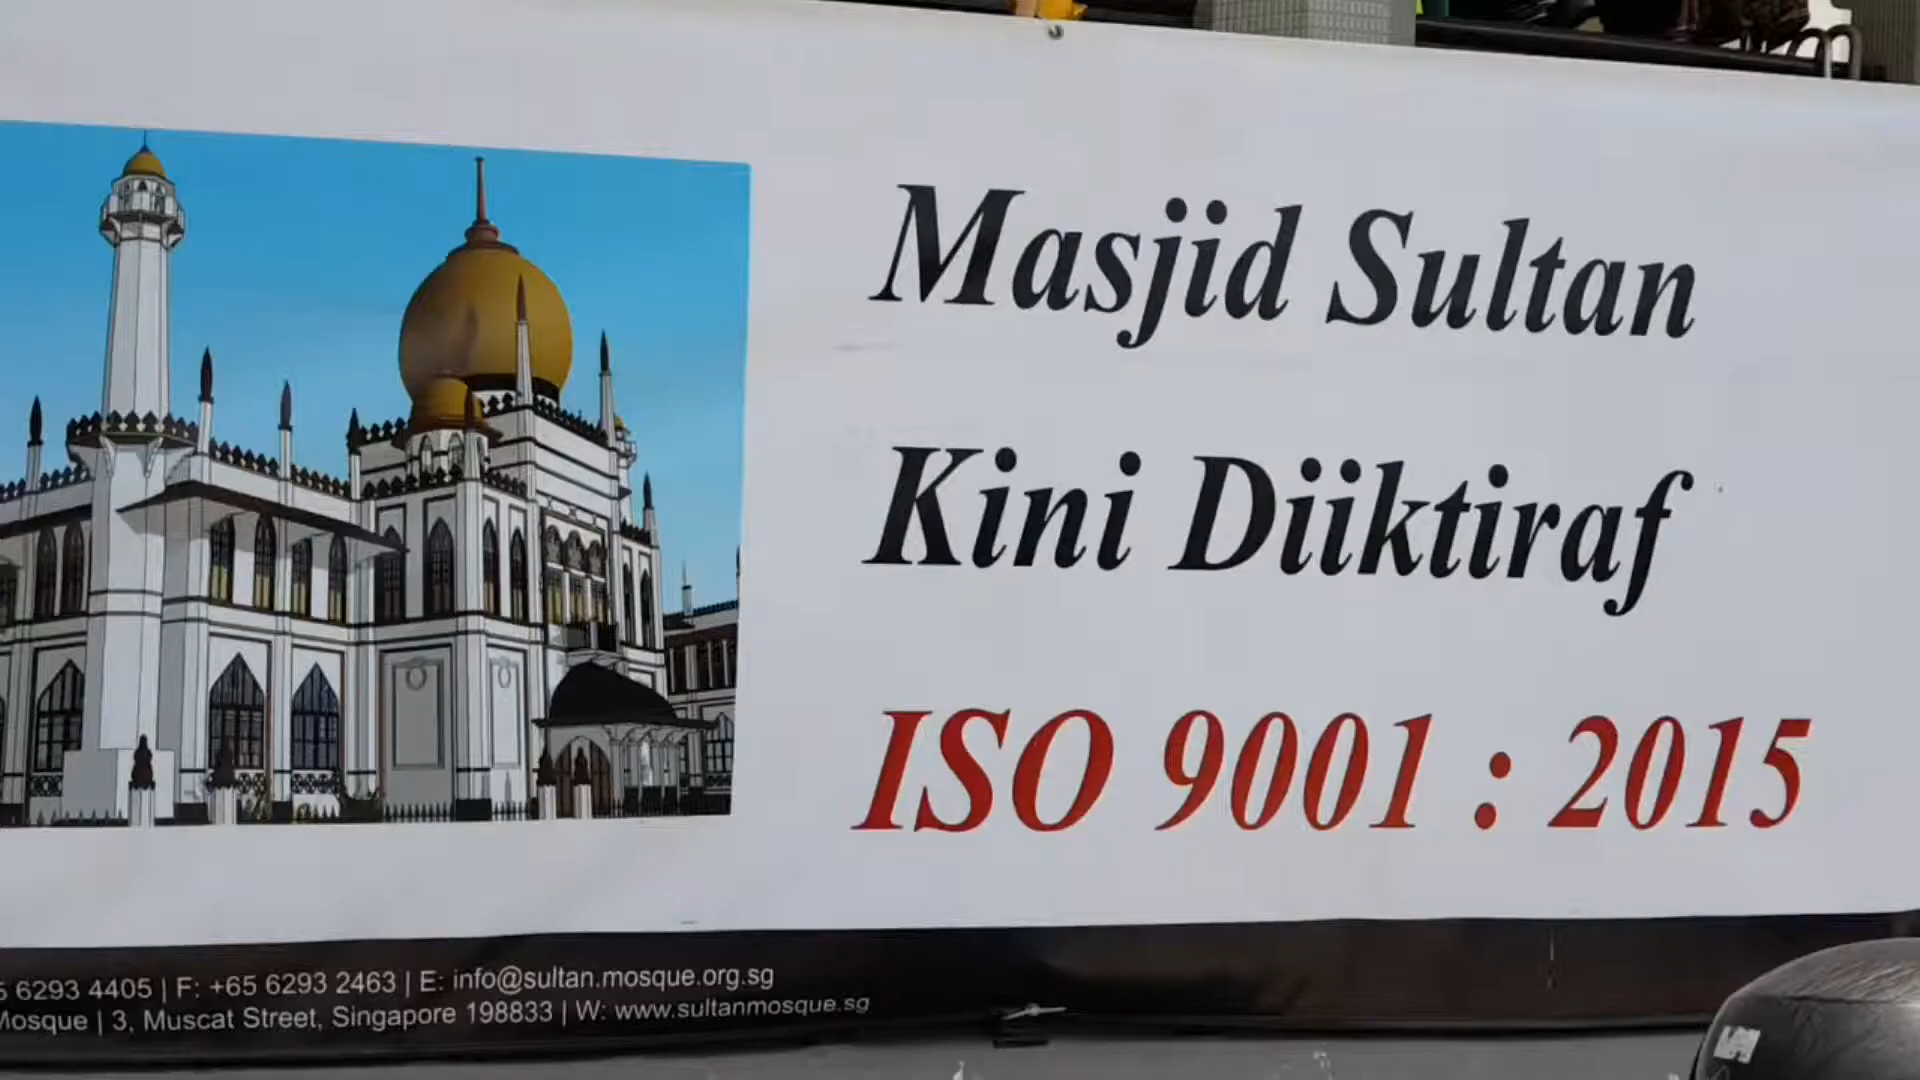 Masjid Sultan
Kini Diiktiraf
ISO 9001 : 2015
6293 4405 | F: +65 6293 2463 | E: info@sultan.mosque.org.sg
Mosque | 3, Muscat Street, Singapore 198833 | W: www.sultanmosque.sg